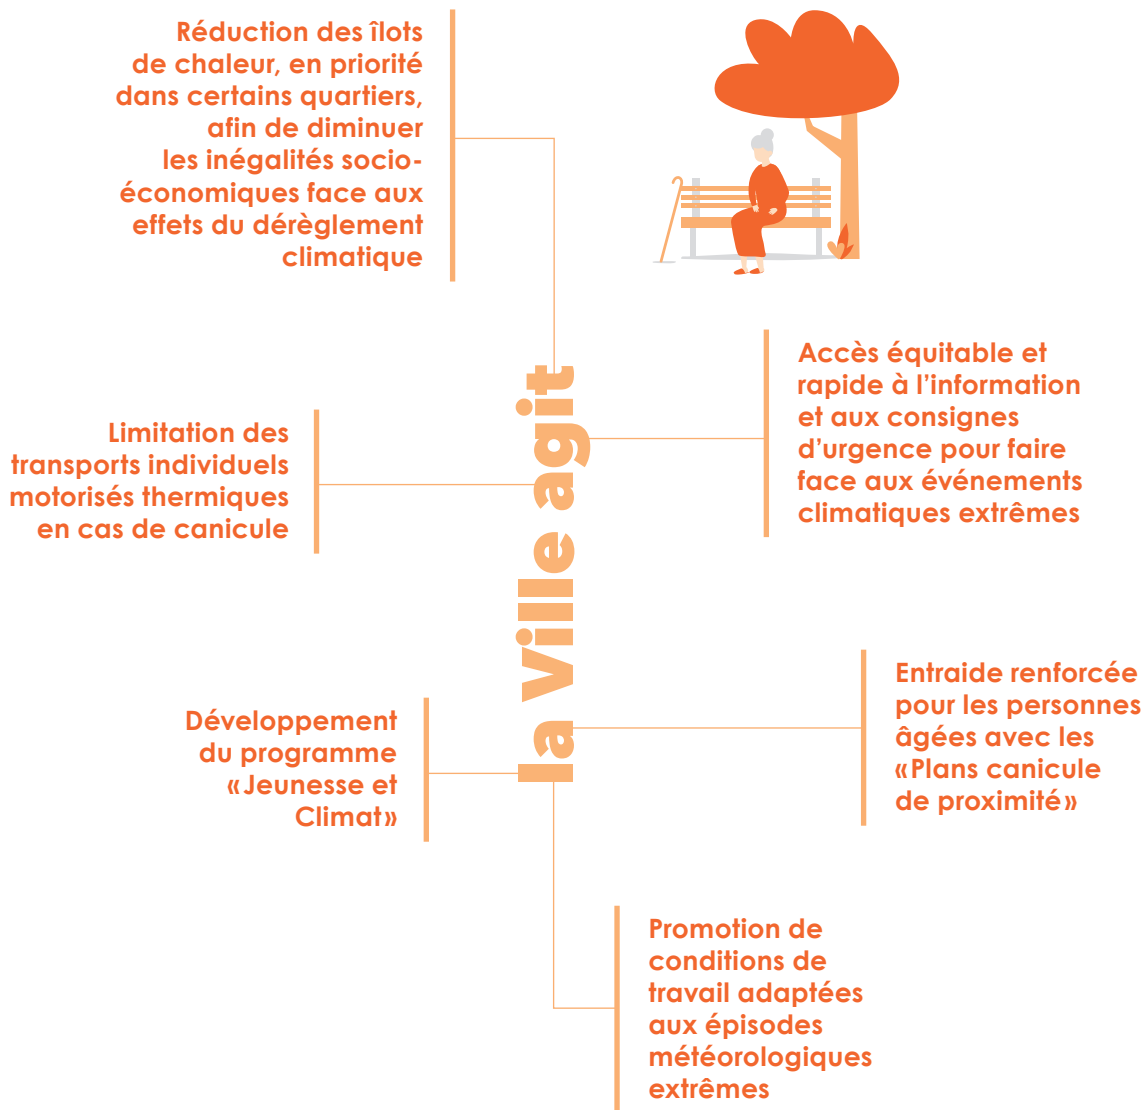 Réduction des îlots
de chaleur, en priorité
dans certains quartiers,
afin de diminuer
les inégalités socio-
économiques face aux
effets du dérèglement
climatique
Accès équitable et
rapide à l’information
et aux consignes
d’urgence pour faire
face aux événements
climatiques extrêmes
Limitation des
transports individuels
motorisés thermiques
en cas de canicule
la Ville agit
Entraide renforcée
pour les personnes
âgées avec les
«Plans canicule
de proximité»
Développement
du programme
«Jeunesse et
Climat»
Promotion de
conditions de
travail adaptées
aux épisodes
météorologiques
extrêmes